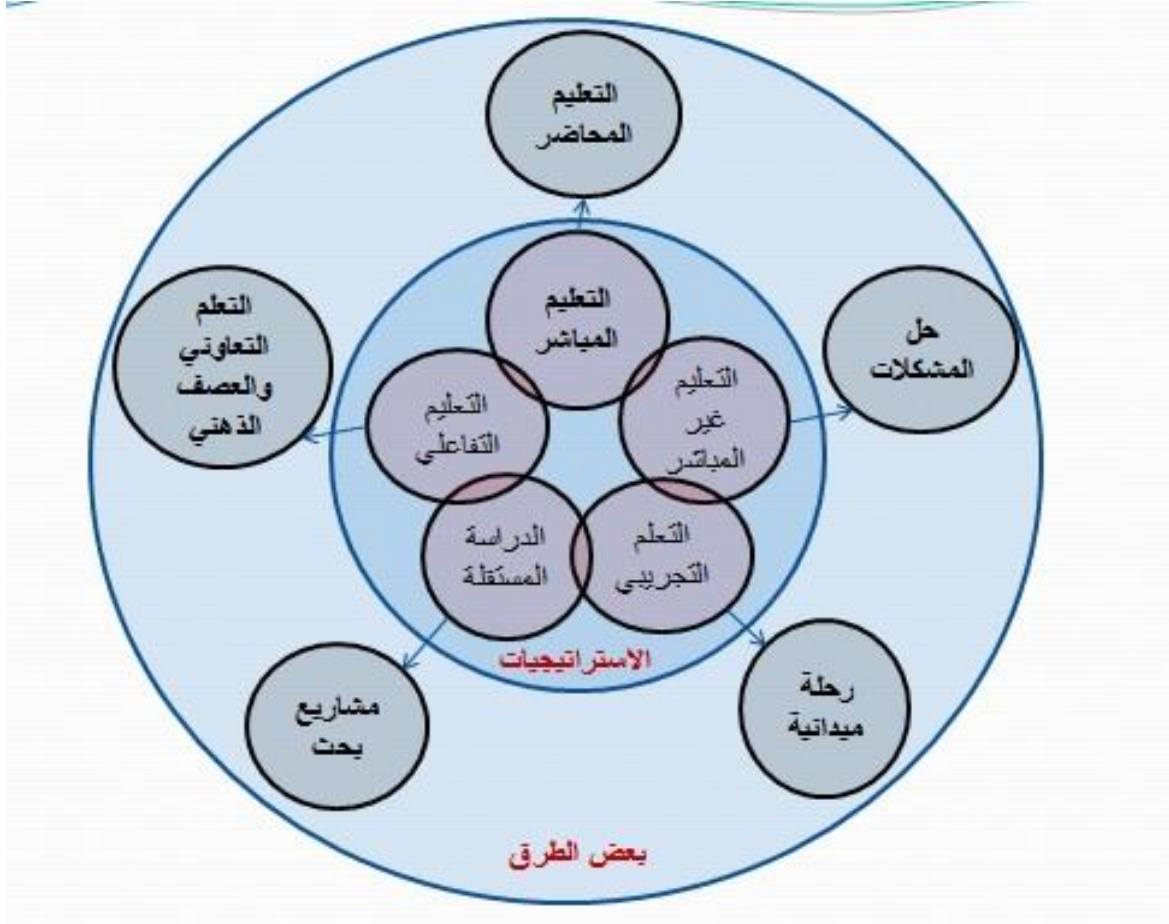 التعليم
المحاضر
التعلم
التعاوني
والعصف
الذهني
حل
المشكلات
التعليم
المباشر
التعليم
التفاعلي
التعليم
غير
المباشر
الدراسة
المستقلة
التعلم
التجريبي
الاستراتيجيات
مشاريع
بحث
رحلة
ميدانية
بعض الطرق